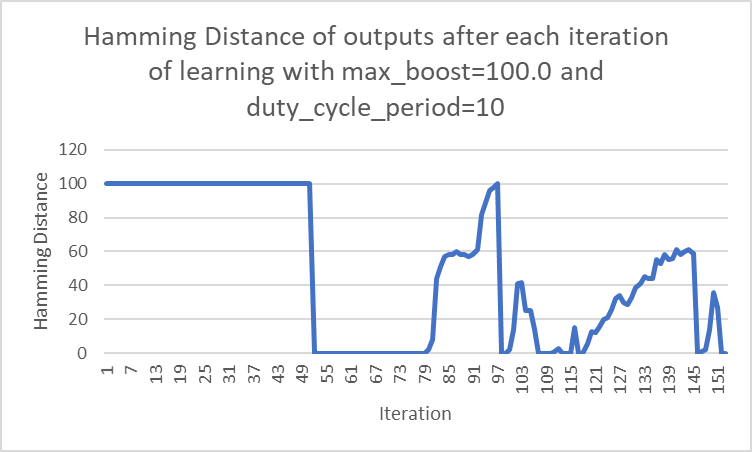 Hamming Distance of outputs after each iteration
of learning with max_boost=100.0 and
duty_cycle_period=10
120
100
80
60
40
20
0
Hamming Distance
1 7 13 19 25 31 37 43 49 55 61 67 73 79 85 91 97 103 109 115 121 127 133 139 145 151
Iteration